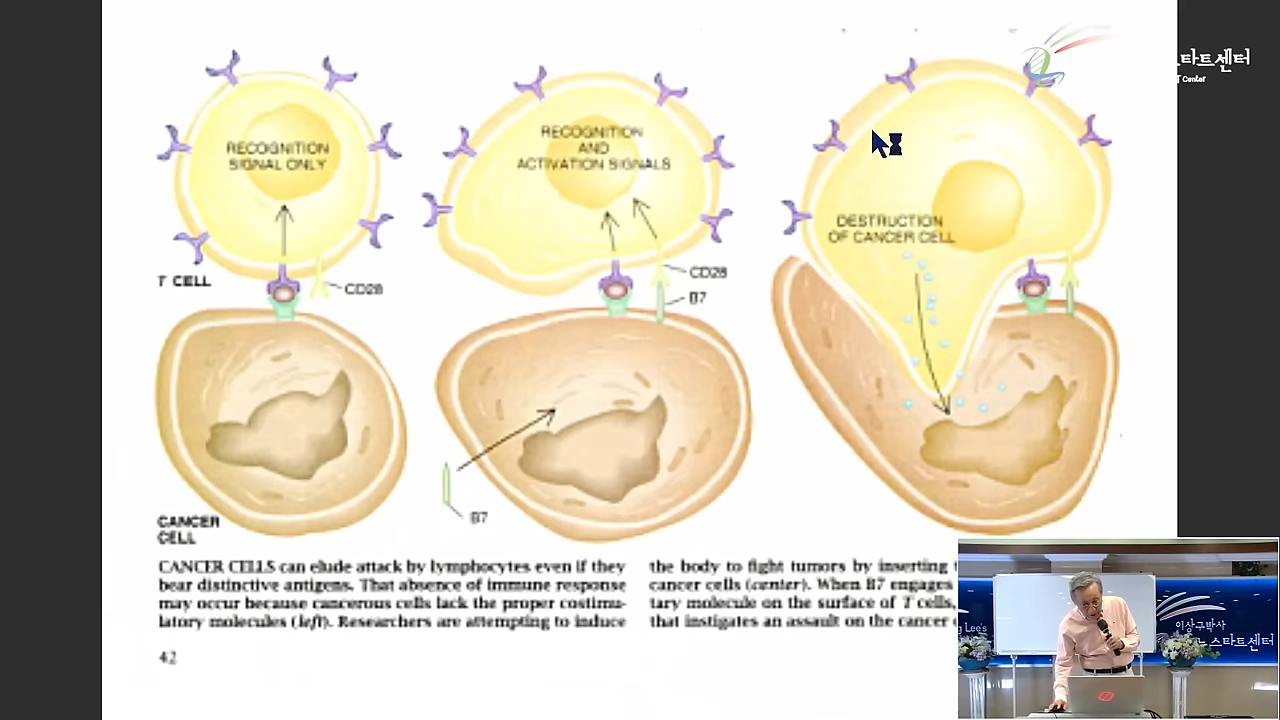 스타트센터
T Center
RECOGNITION
SIGNAL ONLY
RECOGNITION
AND
ACTIVATION SIGNALS
DESTRUCTION
OF CANCER CELL
T CELL
CD28
CD28
B7
B7
CANCER
CELL
CANCER CELLS can elude attack by lymphocytes even if they
bear distinctive antigens. That absence of immune response
may occur because cancerous cells lack the proper costimu-
latory molecules (left). Researchers are attempting to induce
the body to fight tumors by inserting
cancer cells (center). When B7 engages
tary molecule on the surface of T cells,
that instigates an assault on the cancer
42
g Lee's
이상구박사
스타트센터